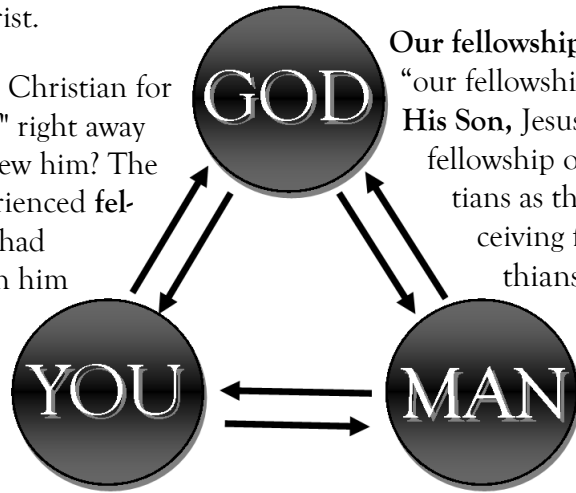 rist.
Christian for
" right away
ew him? The
rienced fel-
had
n him
GOD
Our fellowship
“our fellowshi
His Son, Jesus
fellowship o
tians as th
ceiving f
thians
YOU
MAN